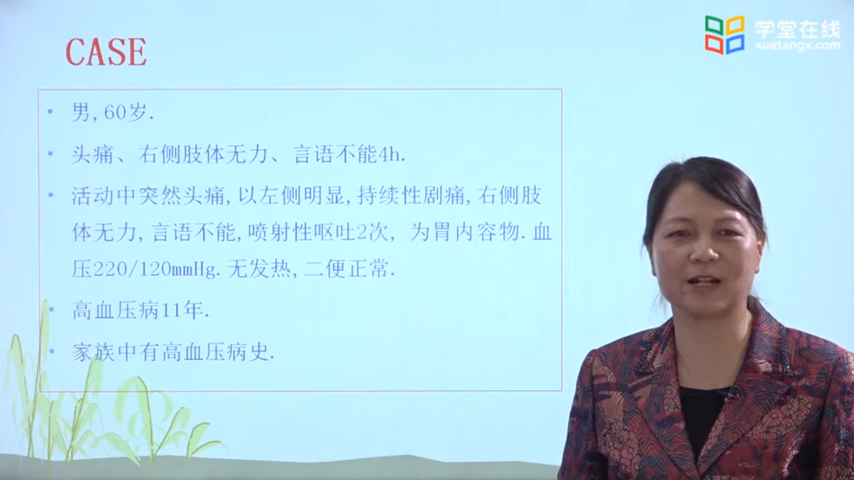 学堂在线
xuetangx.com
CASE
• 男,60岁.
• 头痛、右侧肢体无力、言语不能4h.
• 活动中突然头痛,以左侧明显,持续性剧痛,右侧肢
体无力,言语不能,喷射性呕吐2次, 为胃内容物.血
压220/120mmHg.无发热,二便正常.
• 高血压病11年.
• 家族中有高血压病史.